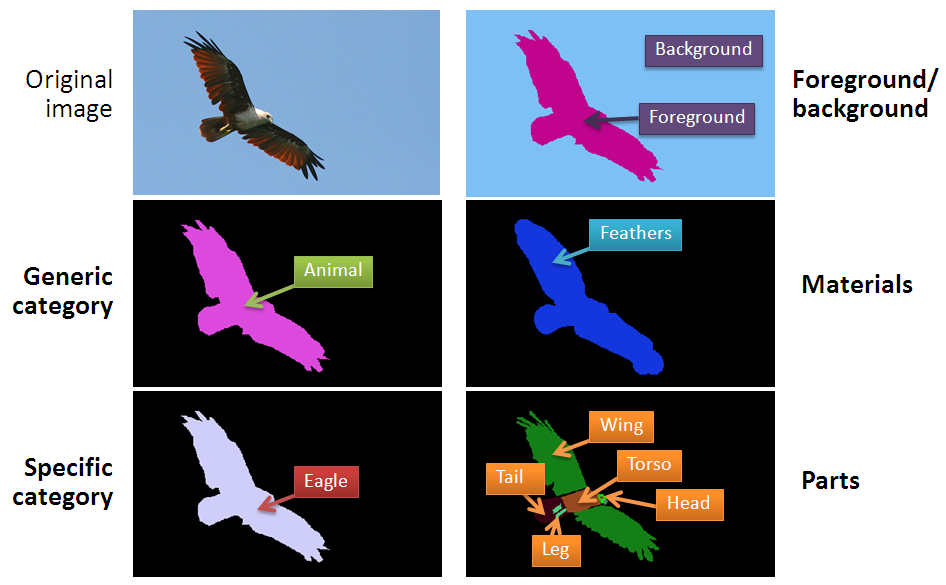 Original
image
Background
Foreground
Foreground/
background
Generic
category
Animal
Feathers
Materials
Specific
category
Eagle
Wing
Torso
Tail
Head
Leg
Parts